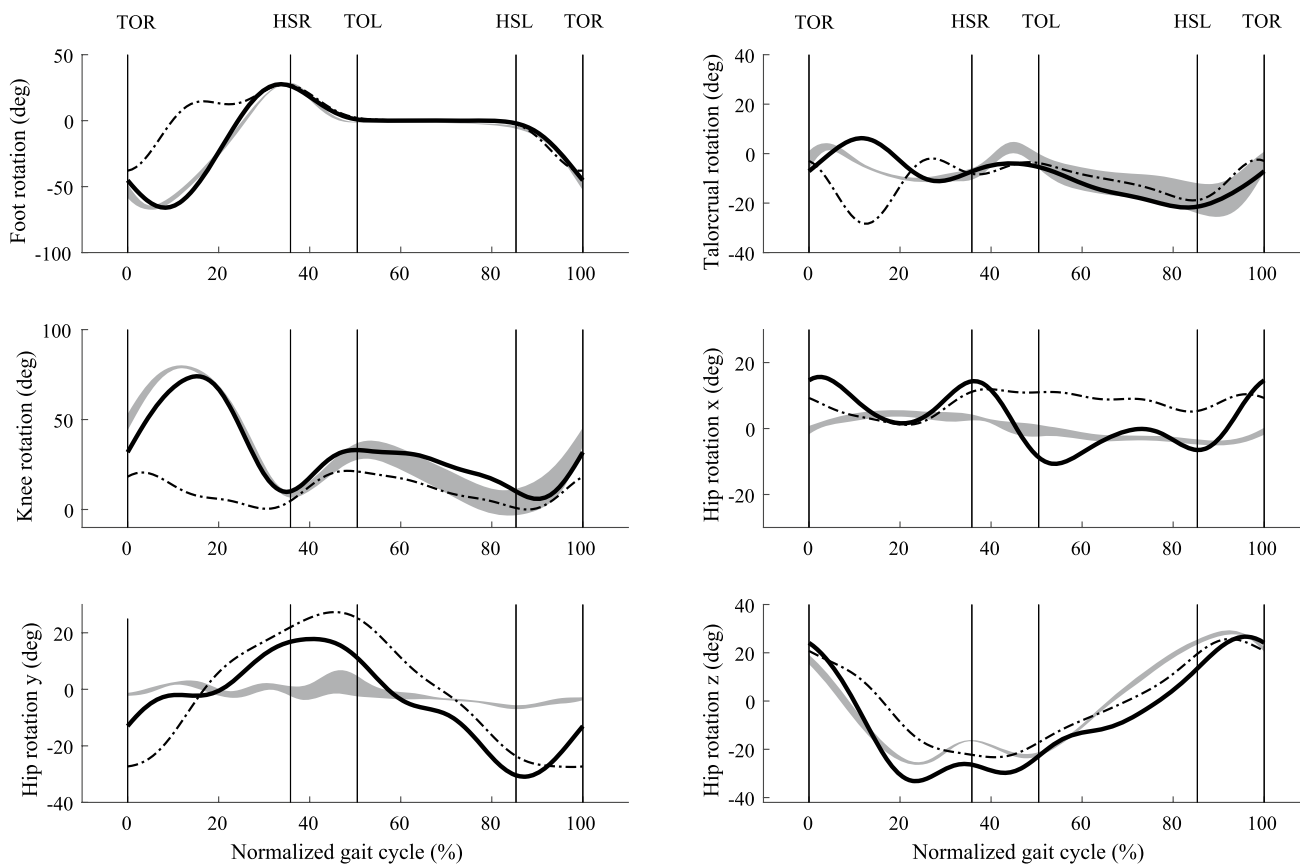 TOR HSR TOL HSL TOR
TOR HSR TOL HSL TOR
Foot rotation (deg)
50
0
-50
-100
0 20 40 60 80 100
Talorcrual rotation (deg)
40
20
0
-20
-40
0 20 40 60 80 100
Knee rotation (deg)
100
50
0
0 20 40 60 80 100
Hip rotation x (deg)
20
0
-20
0 20 40 60 80 100
Hip rotation y (deg)
20
0
-20
-40
0 20 40 60 80 100
Normalized gait cycle (%)
Hip rotation z (deg)
40
20
0
-20
-40
0 20 40 60 80 100
Normalized gait cycle (%)